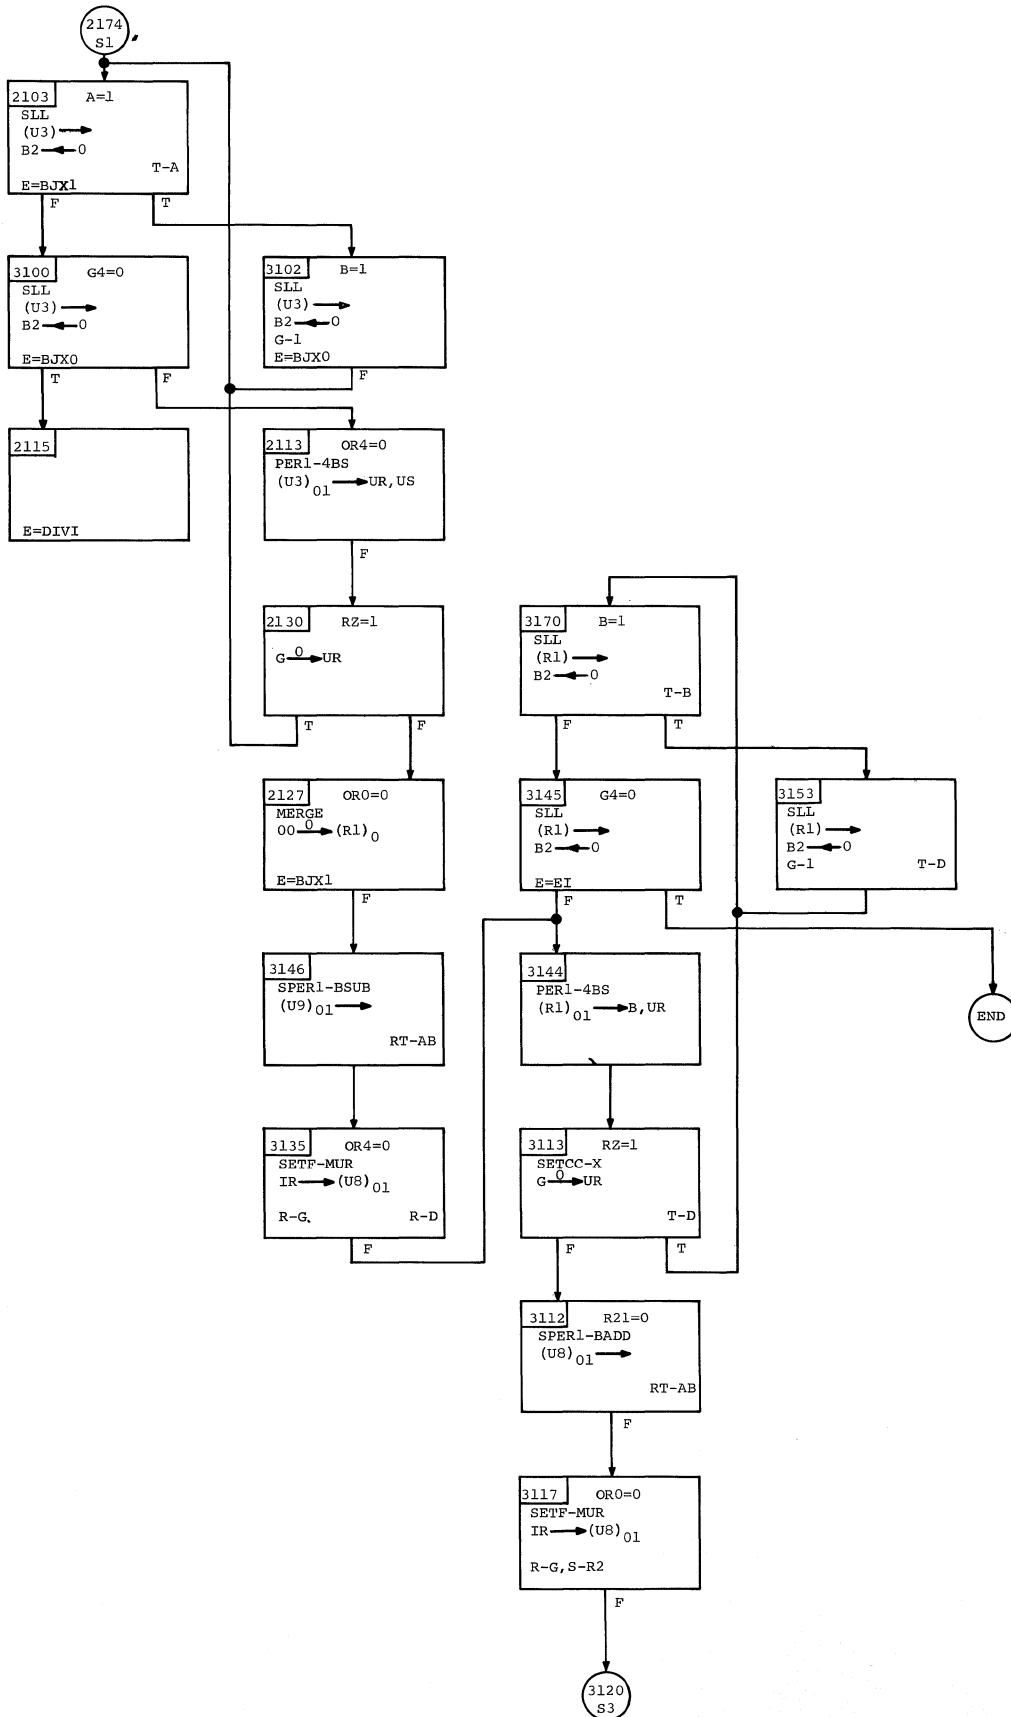 2174
S1
2103 A=1
SLL
(U3)
B2 0
T-A
E=BJX1
F T
3100 G4=0
SLL
(U3)
B2 0
E=BJX0
T F
3102 B=1
SLL
(U3)
B2 0
G-1
E=BJX0
F
2115
E=DIVI
2113 OR4=0
PER1-4BS
(U3)01 UR,US
F
2130 RZ=1
G 0 UR
T F
3170 B=1
SLL
(R1)
B2 0
T-B
F T
2127 OR0=0
MERGE
00 0 (R1)0
E=BJX1
F
3145 G4=0
SLL
(R1)
B2 0
E=EI
F T
3153
SLL
(R1)
B2 0
G-1 T-D
3146
SPER1-BSUB
(U9)01
RT-AB
3144
PER1-4BS
(R1)01 B,UR
END
3135 OR4=0
SETF-MUR
IR (U8)01
R-G. R-D
F
3113 RZ=1
SETCC-X
G 0 UR
T-D
F T
3112 R21=0
SPER1-BADD
(U8)01
RT-AB
F
3117 OR0=0
SETF-MUR
IR (U8)01
R-G,S-R2
F
3120
S3